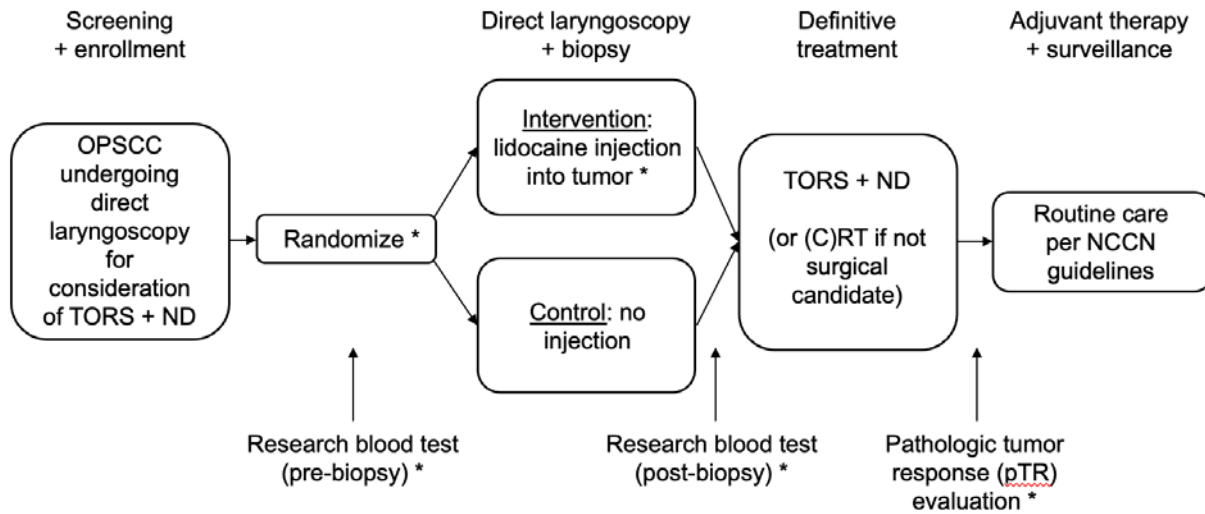 Screening
+ enrollment
Direct laryngoscopy
+ biopsy
Definitive
treatment
Adjuvant therapy
+ surveillance
OPSCC
undergoing
direct
laryngoscopy
for
consideration
of TORS + ND
Randomize *
Intervention:
lidocaine injection
into tumor *
Control: no
injection
TORS + ND
(or (C)RT if not
surgical
candidate)
Routine care
per NCCN
guidelines
Research blood test
(pre-biopsy) *
Research blood test
(post-biopsy) *
Pathologic tumor
response (pTR)
evaluation *